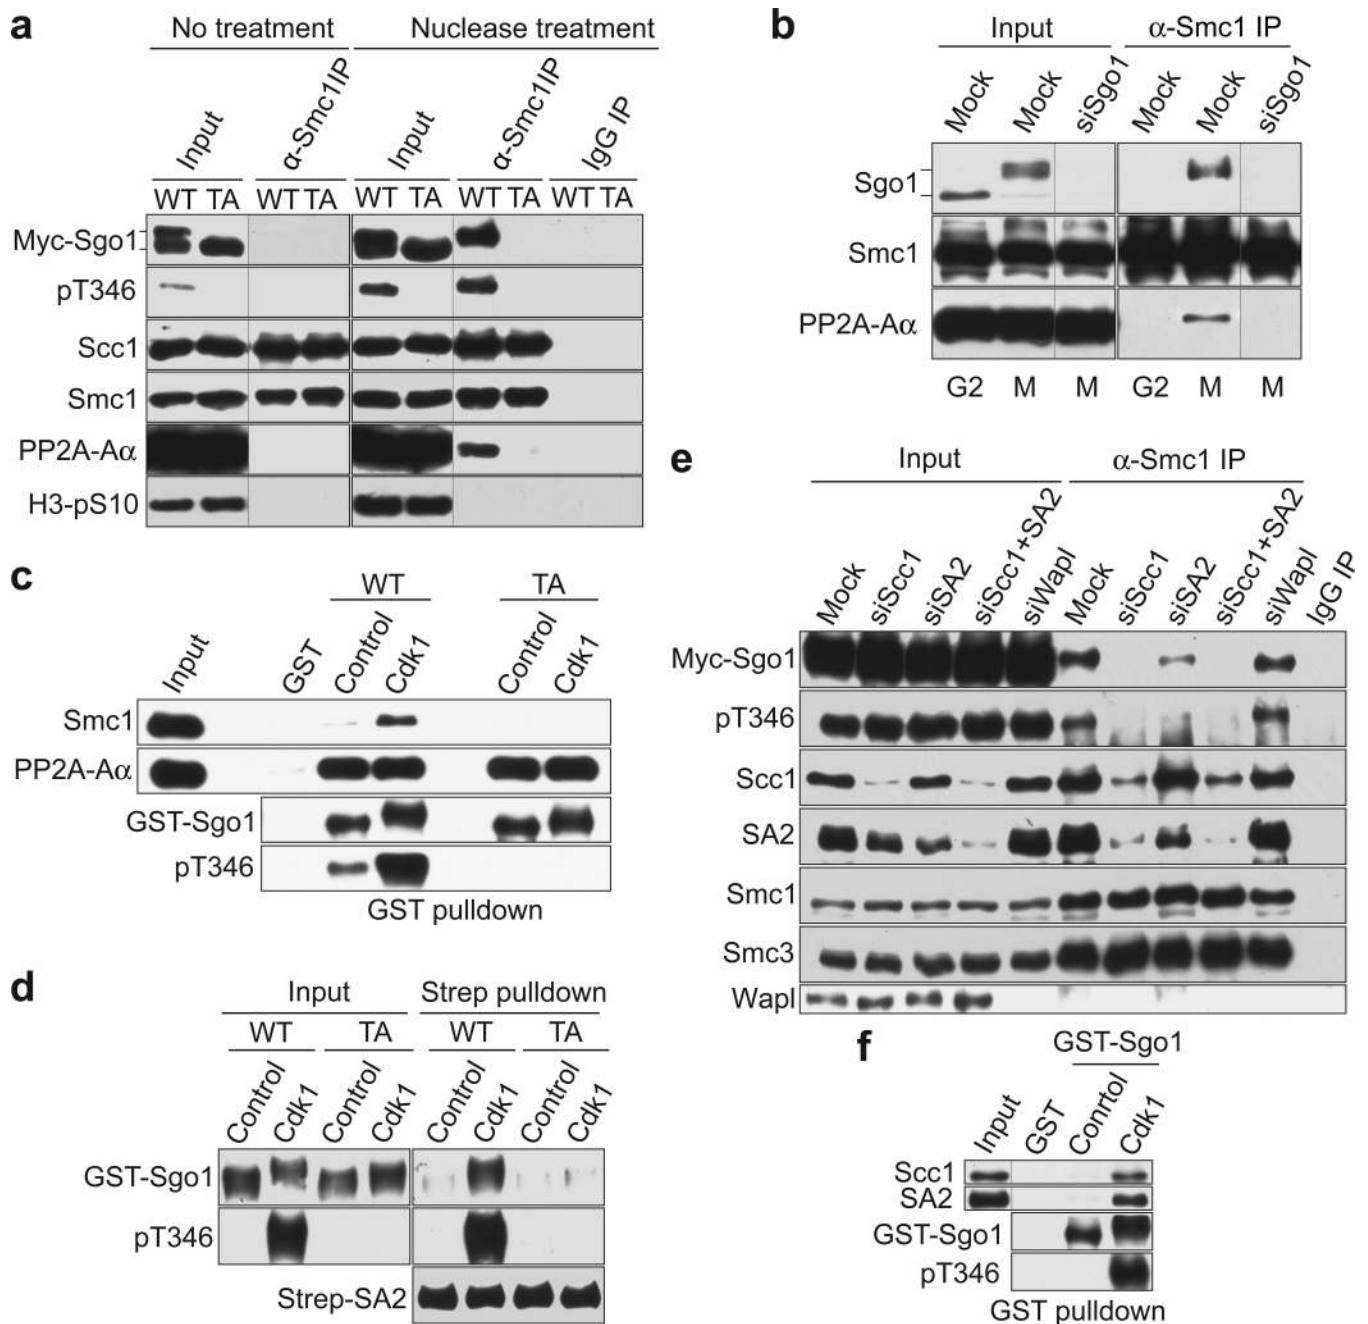 a
No treatment Nuclease treatment
Input α-Smc1IP Input α-Smc1IP IgG IP
WT TA WT TA WT TA WT TA WT TA
Myc-Sgo1
pT346
Scc1
Smc1
PP2A-Aα
H3-pS10
b
Input α-Smc1 IP
Mock Mock siSgo1 Mock Mock siSgo1
Sgo1
Smc1
PP2A-Aα
G2 M M G2 M M
c
WT TA
Input GST Control Cdk1 Control Cdk1
Smc1
PP2A-Aα
GST-Sgo1
pT346
GST pulldown
d
Input Strep pulldown
WT TA WT TA
Control Cdk1 Control Cdk1 Control Cdk1 Control Cdk1
GST-Sgo1
pT346
Strep-SA2
e
Input α-Smc1 IP
Mock siScc1 siSA2 siScc1+SA2 siWapl Mock siScc1 siSA2 siScc1+SA2 siWapl IgG IP
Myc-Sgo1
pT346
Scc1
SA2
Smc1
Smc3
Wapl
f
GST-Sgo1
Input GST Conrtol Cdk1
Scc1
SA2
GST-Sgo1
pT346
GST pulldown